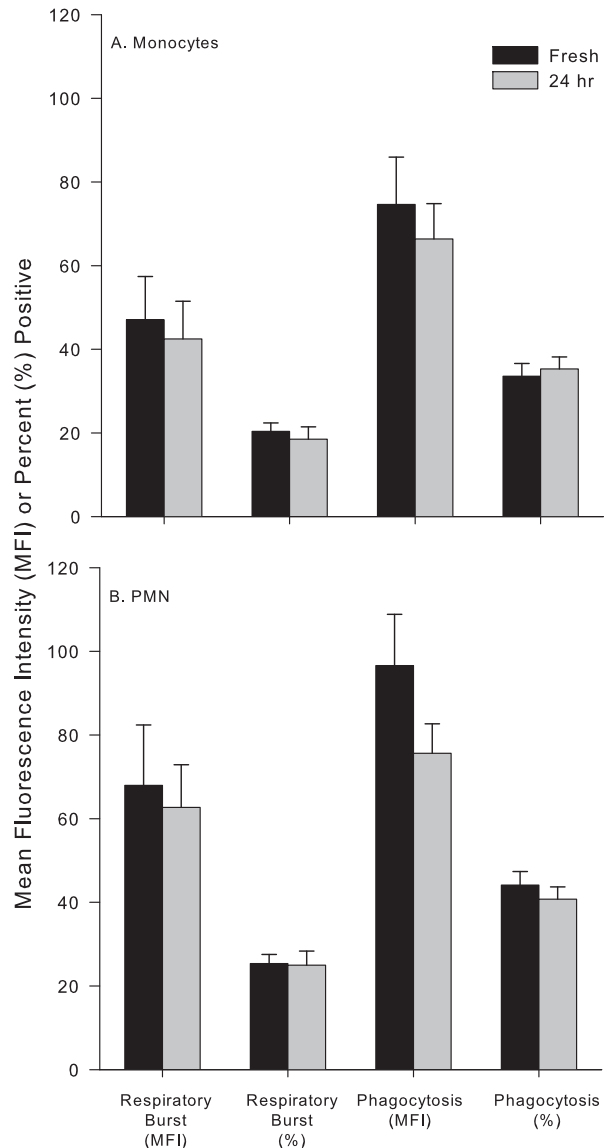 Mean Fluorescence Intensity (MFI) or Percent (%) Positive
A. Monocytes
Fresh
24 hr
120
100
80
60
40
20
0
B. PMN
120
100
80
60
40
20
0
Respiratory
Burst
(MFI)
Respiratory
Burst
(%)
Phagocytosis
(MFI)
Phagocytosis
(%)